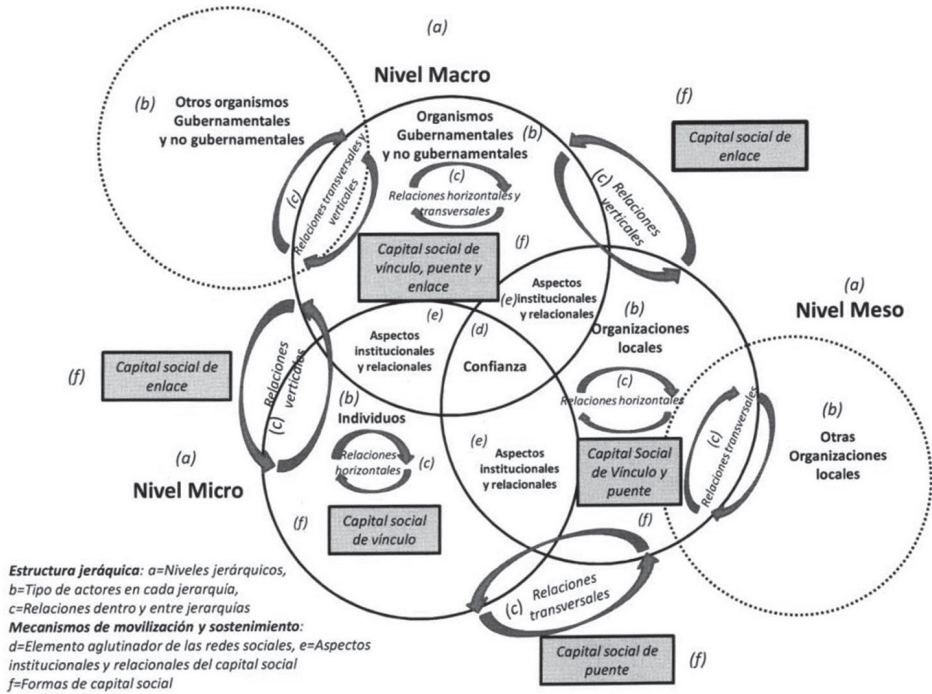 (a)
Nivel Macro
(b)
Otros organismos
Gubernamentales
y no gubernamentales
Organismos
Gubernamentales
y no gubernamentales
(b)
(c)
Relaciones horizontales y
transversales
(c)
Relaciones transversales y
verticales
(c)
Relaciones
verticales
(f)
Capital social de
enlace
Capital social de
vínculo, puente y
enlace
(f)
(e)
Aspectos
institucionales
y relacionales
(e)
Aspectos
institucionales
y relacionales
(d)
Confianza
(a)
Nivel Meso
(b)
Organizaciones
locales
(c)
Relaciones horizontales
(c)
Relaciones transversales
(b)
Otras
Organizaciones
locales
Capital Social
de Vínculo y
puente
(f)
(f)
Capital social de
enlace
(c)
Relaciones
verticales
(b)
Individuos
Relaciones
horizontales
(c)
(a)
Nivel Micro
(e)
Aspectos
institucionales
y relacionales
(f)
Capital social
de vínculo
(c)
Relaciones
transversales
Capital social de
puente
(f)
Estructura jeráquica: a=Niveles jerárquicos,
b=Tipo de actores en cada jerarquía,
c=Relaciones dentro y entre jerarquías
Mecanismos de movilización y sostenimiento:
d=Elemento aglutinador de las redes sociales, e=Aspectos
institucionales y relacionales del capital social
f=Formas de capital social